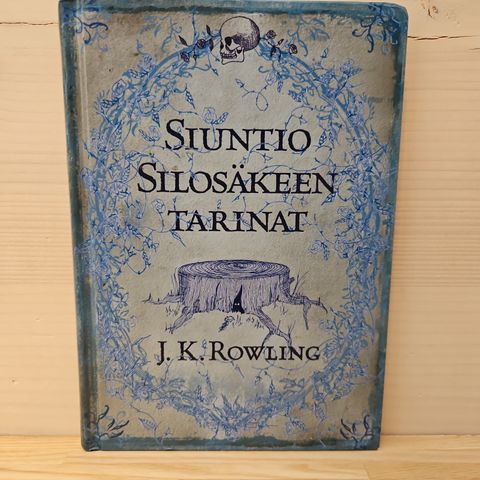 SIUNTIO
SILOSÄKEEN
TARINAT
J. K. ROWLING